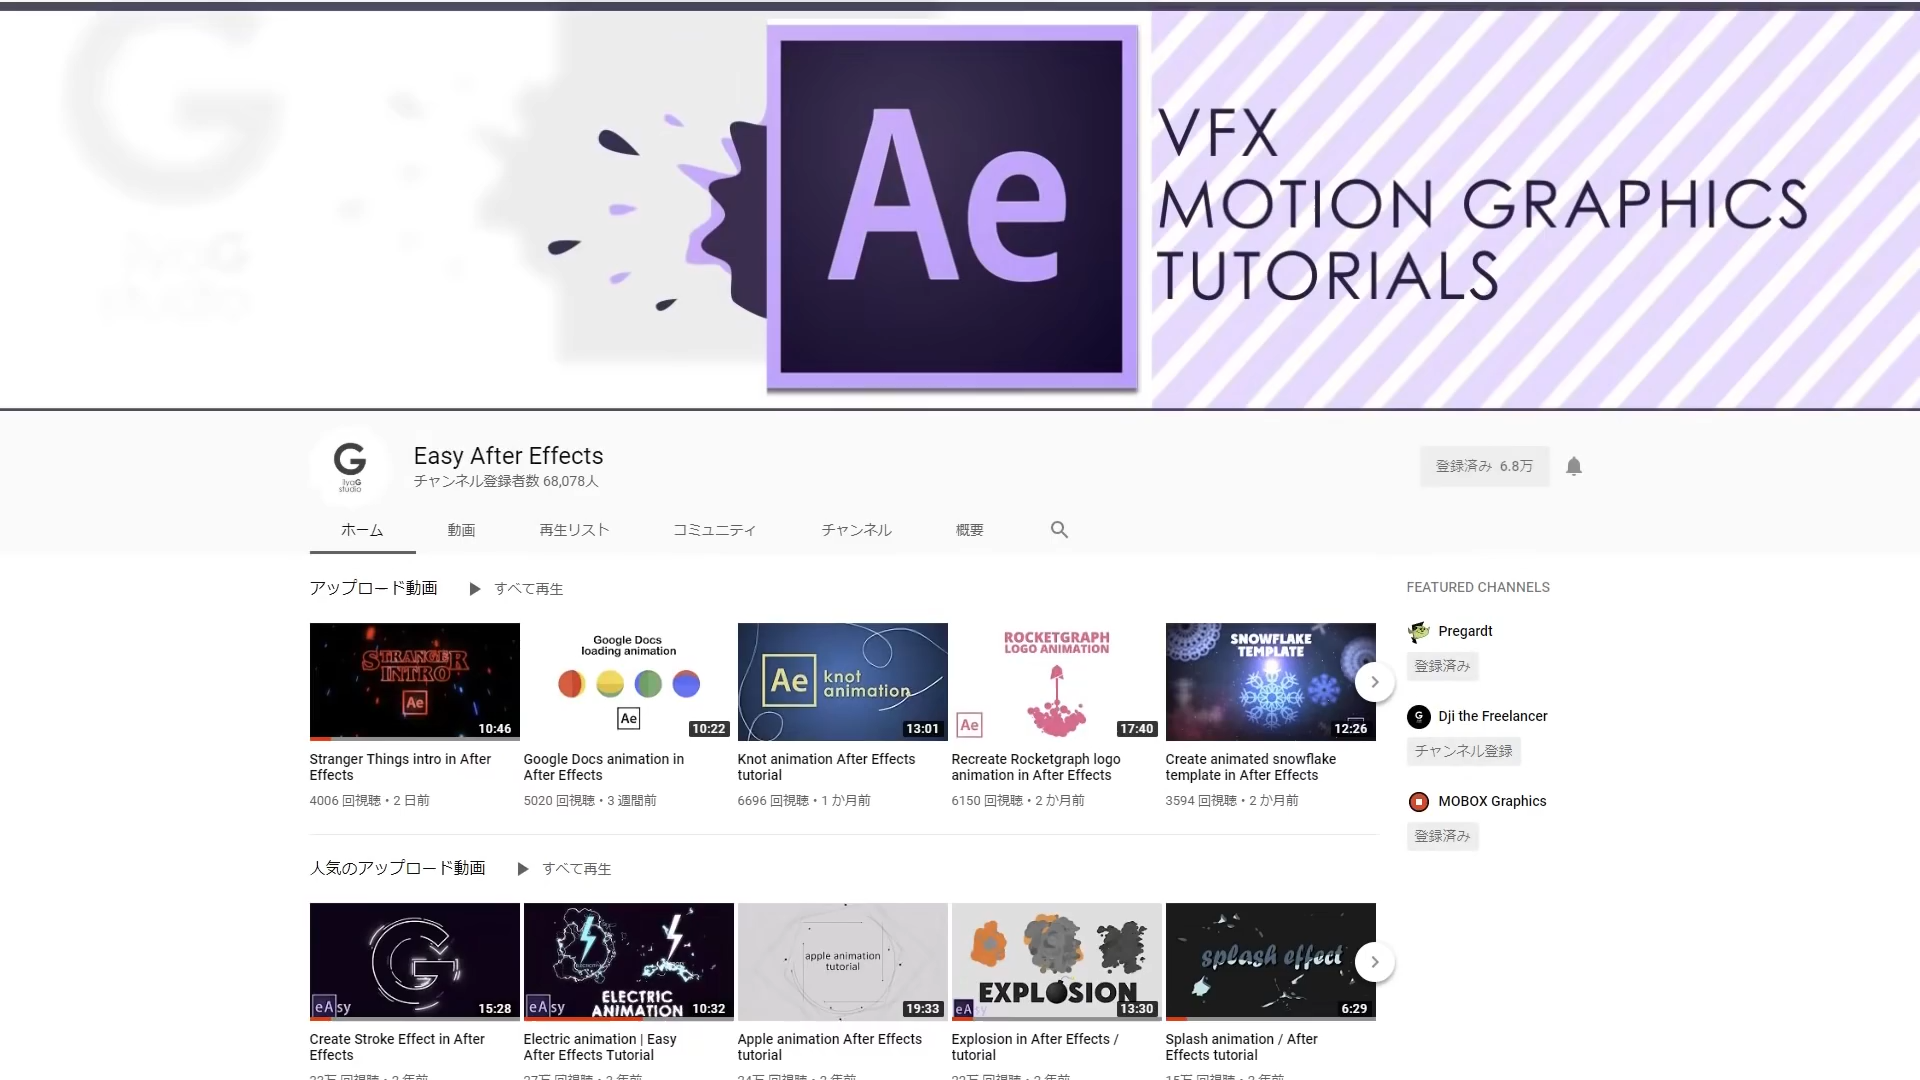 Ae
VFX
MOTION GRAPHICS
TUTORIALS
G
ilyaG
studio
Easy After Effects
チャンネル登録者数 68,078人
登録済み 6.8万
ホーム 動画 再生リスト コミュニティ チャンネル 概要
アップロード動画 すべて再生
STRANGER
INTRO
Ae
10:46
Stranger Things intro in After
Effects
4006 回視聴・2 日前
Google Docs
loading animation
Ae
10:22
Google Docs animation in
After Effects
5020 回視聴・3 週間前
Ae knot
animation
13:01
Knot animation After Effects
tutorial
6696 回視聴・1 か月前
ROCKETGRAPH
LOGO ANIMATION
Ae
17:40
Recreate Rocketgraph logo
animation in After Effects
6150 回視聴・2 か月前
SNOWFLAKE
TEMPLATE
12:26
Create animated snowflake
template in After Effects
3594 回視聴・2 か月前
FEATURED CHANNELS
Pregardt
登録済み
Dji the Freelancer
チャンネル登録
MOBOX Graphics
登録済み
人気のアップロード動画 すべて再生
G
eAsy
15:28
Create Stroke Effect in After
Effects
ELECTRIC
ANIMATION
eAsy
10:32
Electric animation | Easy
After Effects Tutorial
apple animation
tutorial
19:33
Apple animation After Effects
tutorial
EXPLOSION
eA
13:30
Explosion in After Effects /
tutorial
splash effect
6:29
Splash animation / After
Effects tutorial